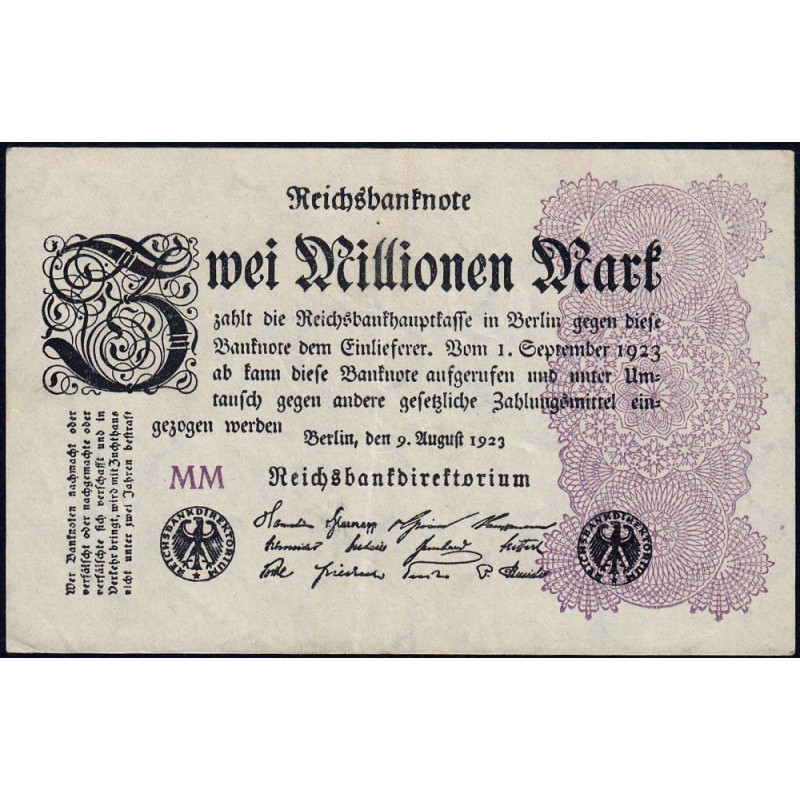 Reichsbanknote
Zwei Millionen Mark
zahlt die Reichsbankhauptkasse in Berlin gegen diese
Banknote dem Einlieferer. Vom 1. September 1923
ab kann diese Banknote aufgerufen und unter Um=
tausch gegen andere gesetzliche Zahlungsmittel ein=
gezogen werden
Berlin, den 9. August 1923
MM
Reichsbankdirektorium
REICHSBANKDIREKTORIUM
REICHSBANKDIREKTORIUM
Wer Banknoten nachmacht oder
verfälscht oder nachgemachte oder
verfälschte sich verschafft und in
Verkehr bringt, wird mit Zuchthaus
nicht unter zwei Jahren bestraft